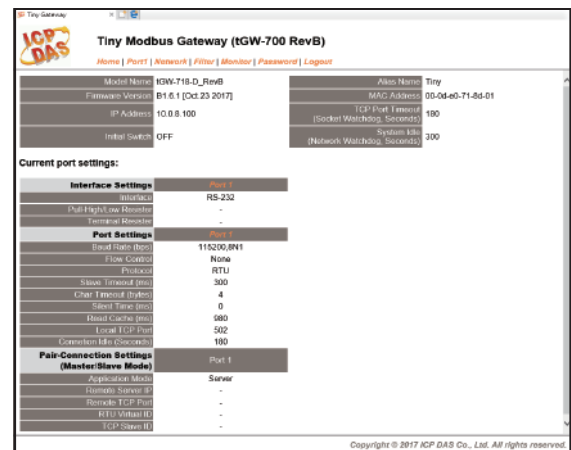 Tiny Gateway
ICP DAS
Tiny Modbus Gateway (tGW-700 RevB)
Home | Port1 | Network | Filter | Monitor | Password | Logout
Model Name tGW-718-D_RevB Alias Name Tiny
Firmware Version B1.6.1 [Oct.23 2017] MAC Address 00-0d-e0-71-8d-01
IP Address 10.0.8.100 TCP Port Timeout (Socket Watchdog, Seconds) 180
Initial Switch OFF System Idle (Network Watchdog, Seconds) 300
Current port settings:
Interface Settings Port 1
Interface RS-232
Pull-High/Low Resister -
Terminal Resister -
Port Settings Port 1
Baud Rate (bps) 115200,8N1
Flow Control None
Protocol RTU
Slave Timeout (ms) 300
Char Timeout (bytes) 4
Silent Time (ms) 0
Read Cache (ms) 980
Local TCP Port 502
Connetion Idle (Seconds) 180
Pair-Connection Settings
(Master/Slave Mode) Port 1
Application Mode Server
Remote Server IP -
Remote TCP Port -
RTU Virtual ID -
TCP Slave ID -
Copyright © 2017 ICP DAS Co., Ltd. All rights reserved.